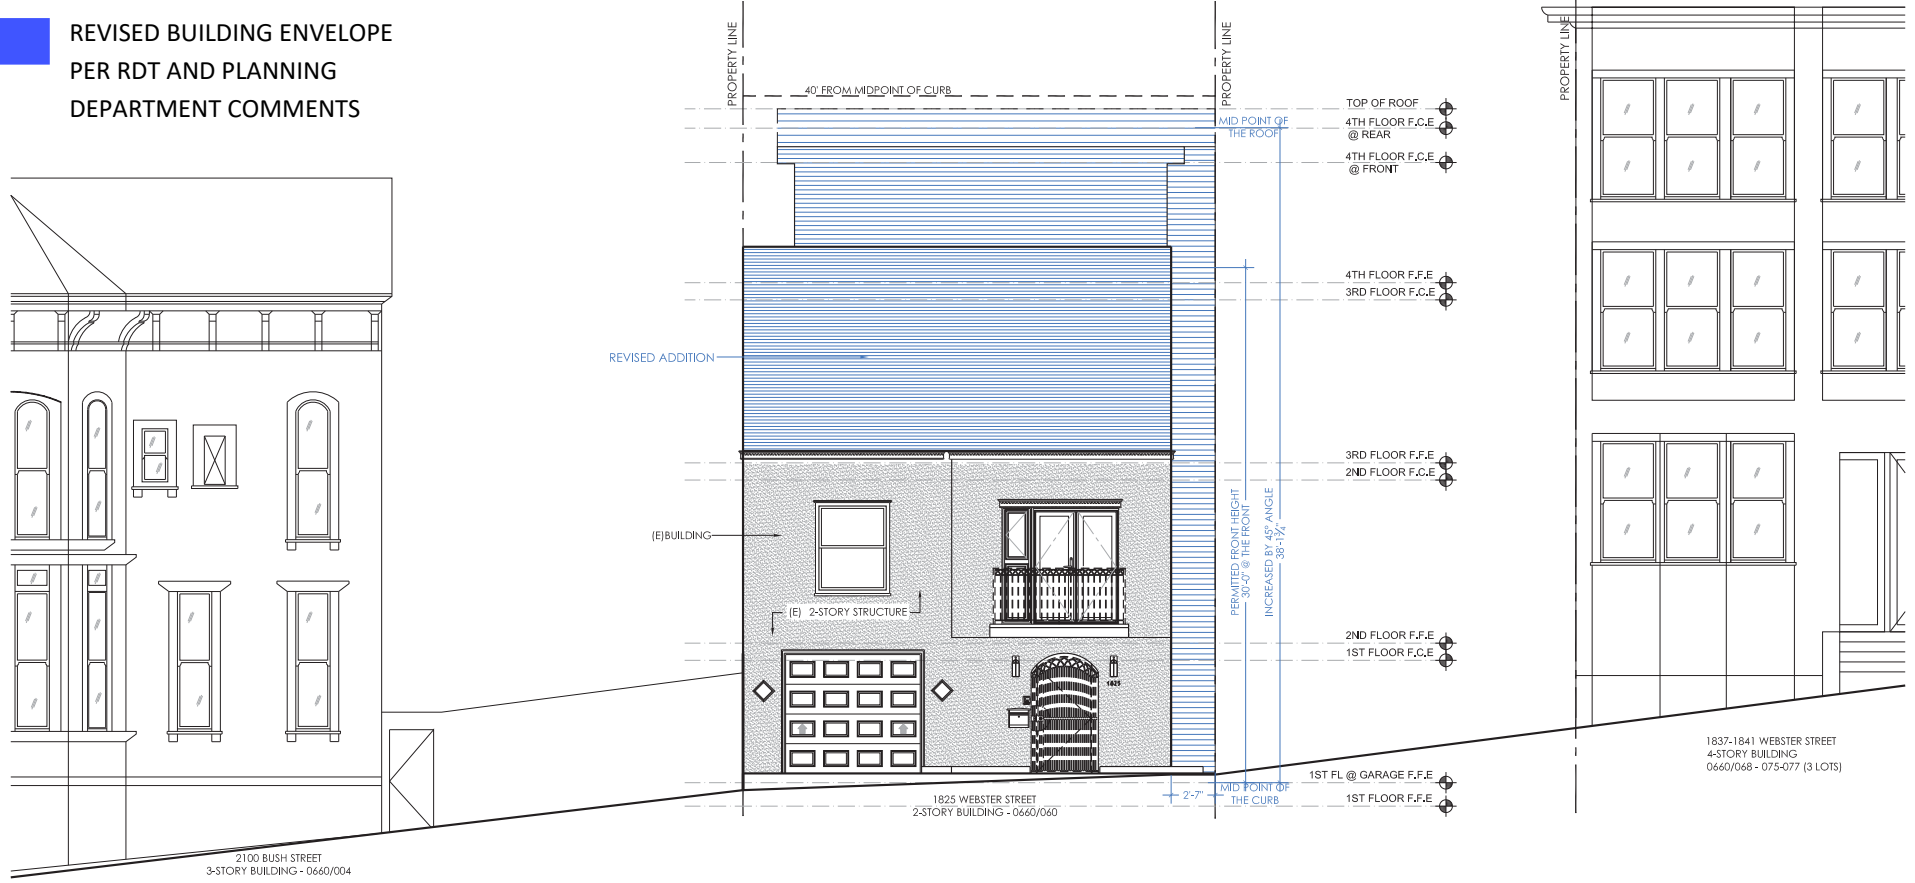 REVISED BUILDING ENVELOPE
PER RDT AND PLANNING
DEPARTMENT COMMENTS
PROPERTY LINE
PROPERTY LINE
PROPERTY LINE
40' FROM MIDPOINT OF CURB
MID POINT OF
THE ROOF
TOP OF ROOF
4TH FLOOR F.C.E
@ REAR
4TH FLOOR F.C.E
@ FRONT
4TH FLOOR F.F.E
3RD FLOOR F.C.E
REVISED ADDITION
3RD FLOOR F.F.E
2ND FLOOR F.C.E
(E)BUILDING
PERMITTED FRONT HEIGHT
30'-0" @ THE FRONT
INCREASED BY 45° ANGLE
38'-1¾"
(E) 2-STORY STRUCTURE
2ND FLOOR F.F.E
1ST FLOOR F.C.E
1825
1837-1841 WEBSTER STREET
4-STORY BUILDING
0660/068 - 075-077 (3 LOTS)
1ST FL @ GARAGE F.F.E
1ST FLOOR F.F.E
2'-7"
MID POINT OF
THE CURB
1825 WEBSTER STREET
2-STORY BUILDING - 0660/060
2100 BUSH STREET
3-STORY BUILDING - 0660/004